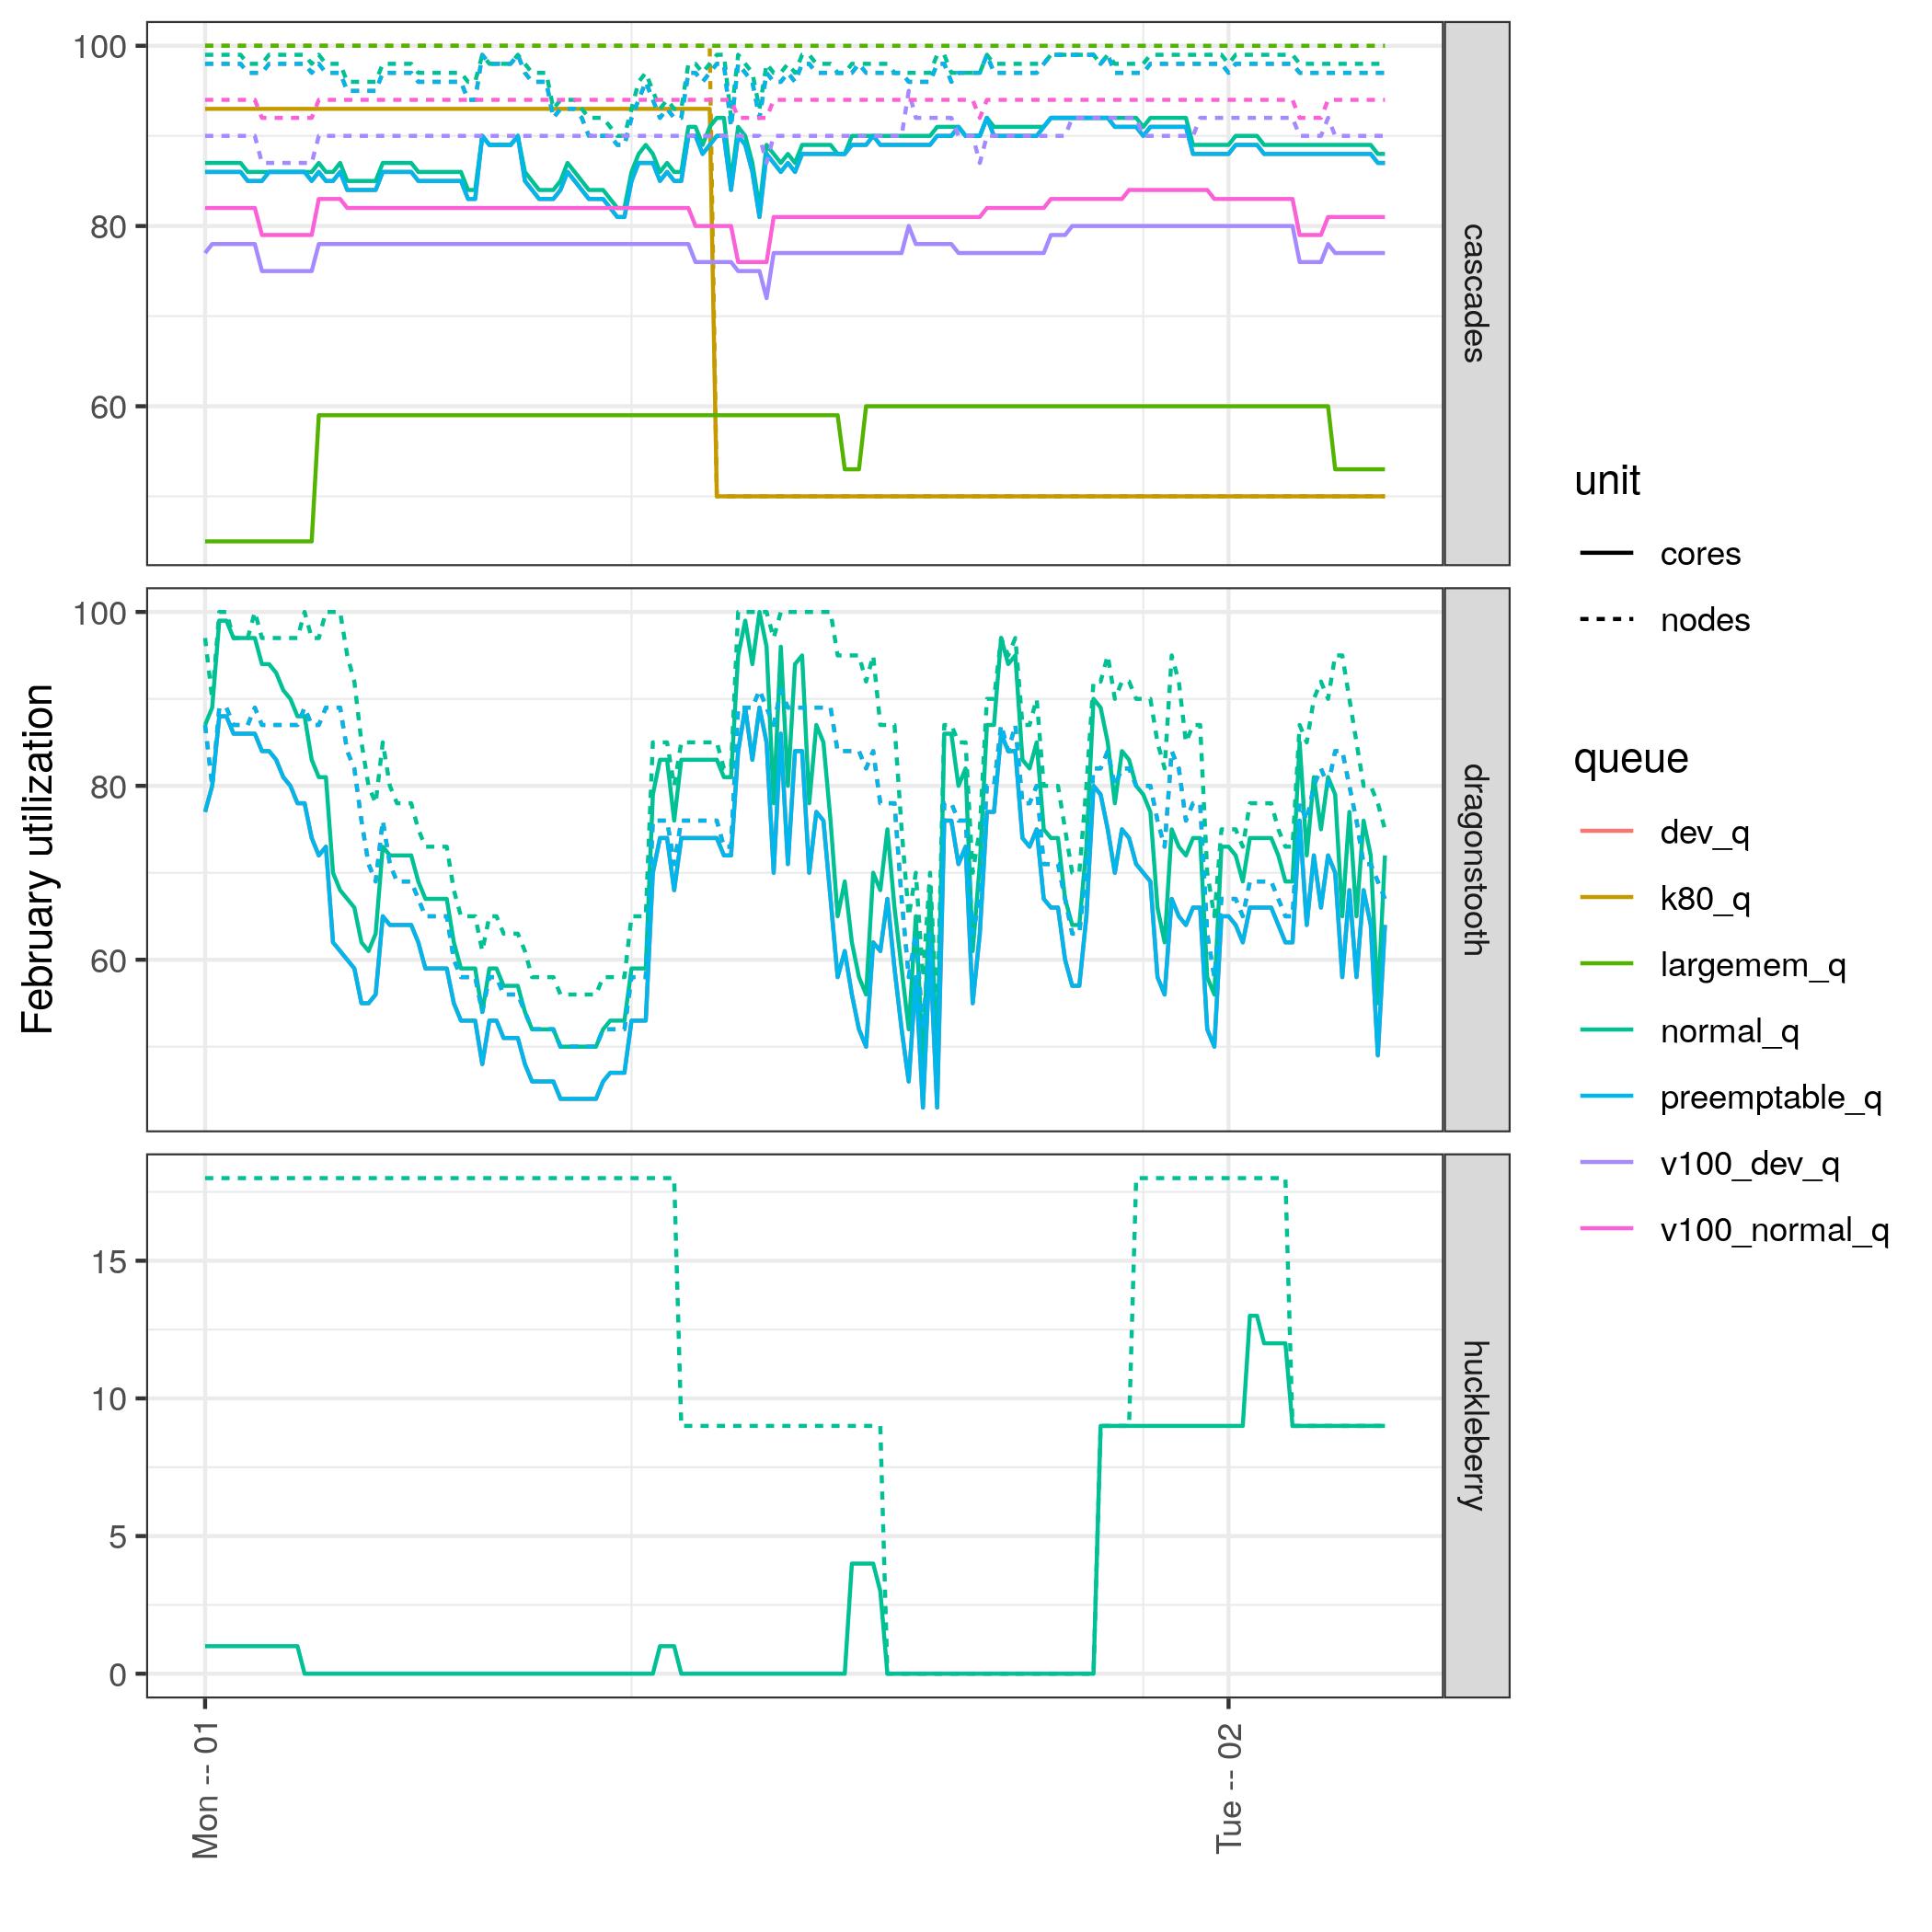 February utilization
100
80
60
cascades
100
80
60
dragonstooth
15
10
5
0
huckleberry
Mon -- 01
Tue -- 02
unit
cores
nodes
queue
dev_q
k80_q
largemem_q
normal_q
preemptable_q
v100_dev_q
v100_normal_q